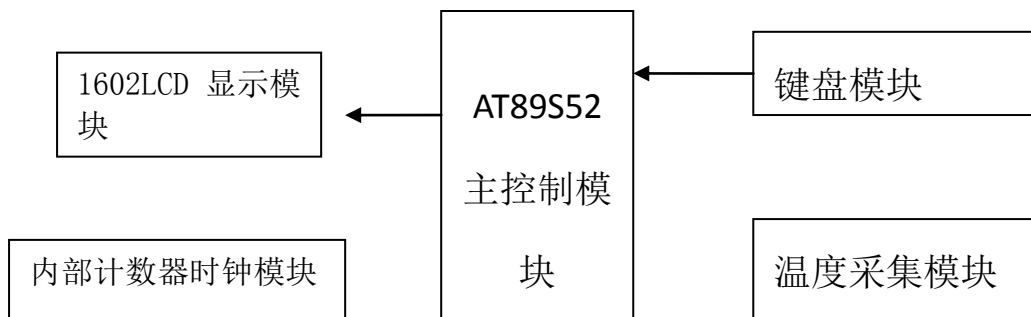 1602LCD 显示模
块
内部计数器时钟模块
AT89S52
主控制模
块
键盘模块
温度采集模块